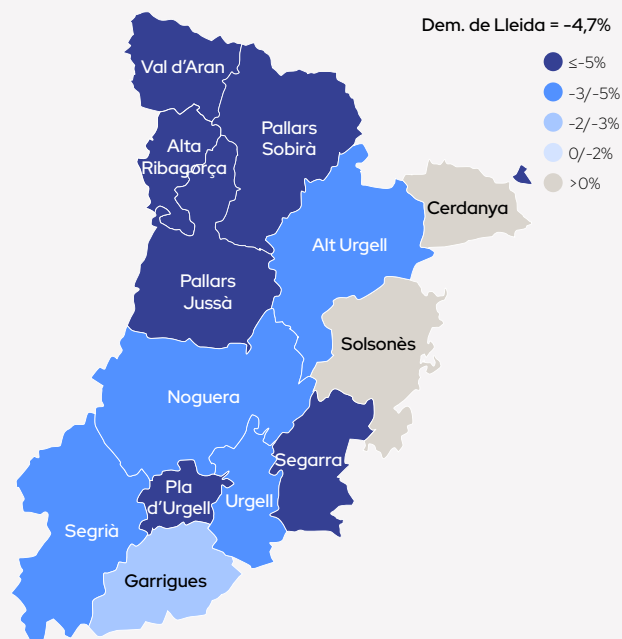 Dem. de Lleida = -4,7%
≤-5%
-3/-5%
-2/-3%
0/-2%
>0%
Val d'Aran
Alta
Ribagorça
Pallars
Sobirà
Cerdanya
Alt Urgell
Pallars
Jussà
Solsonès
Noguera
Segarra
Pla
d'Urgell
Urgell
Segrià
Garrigues